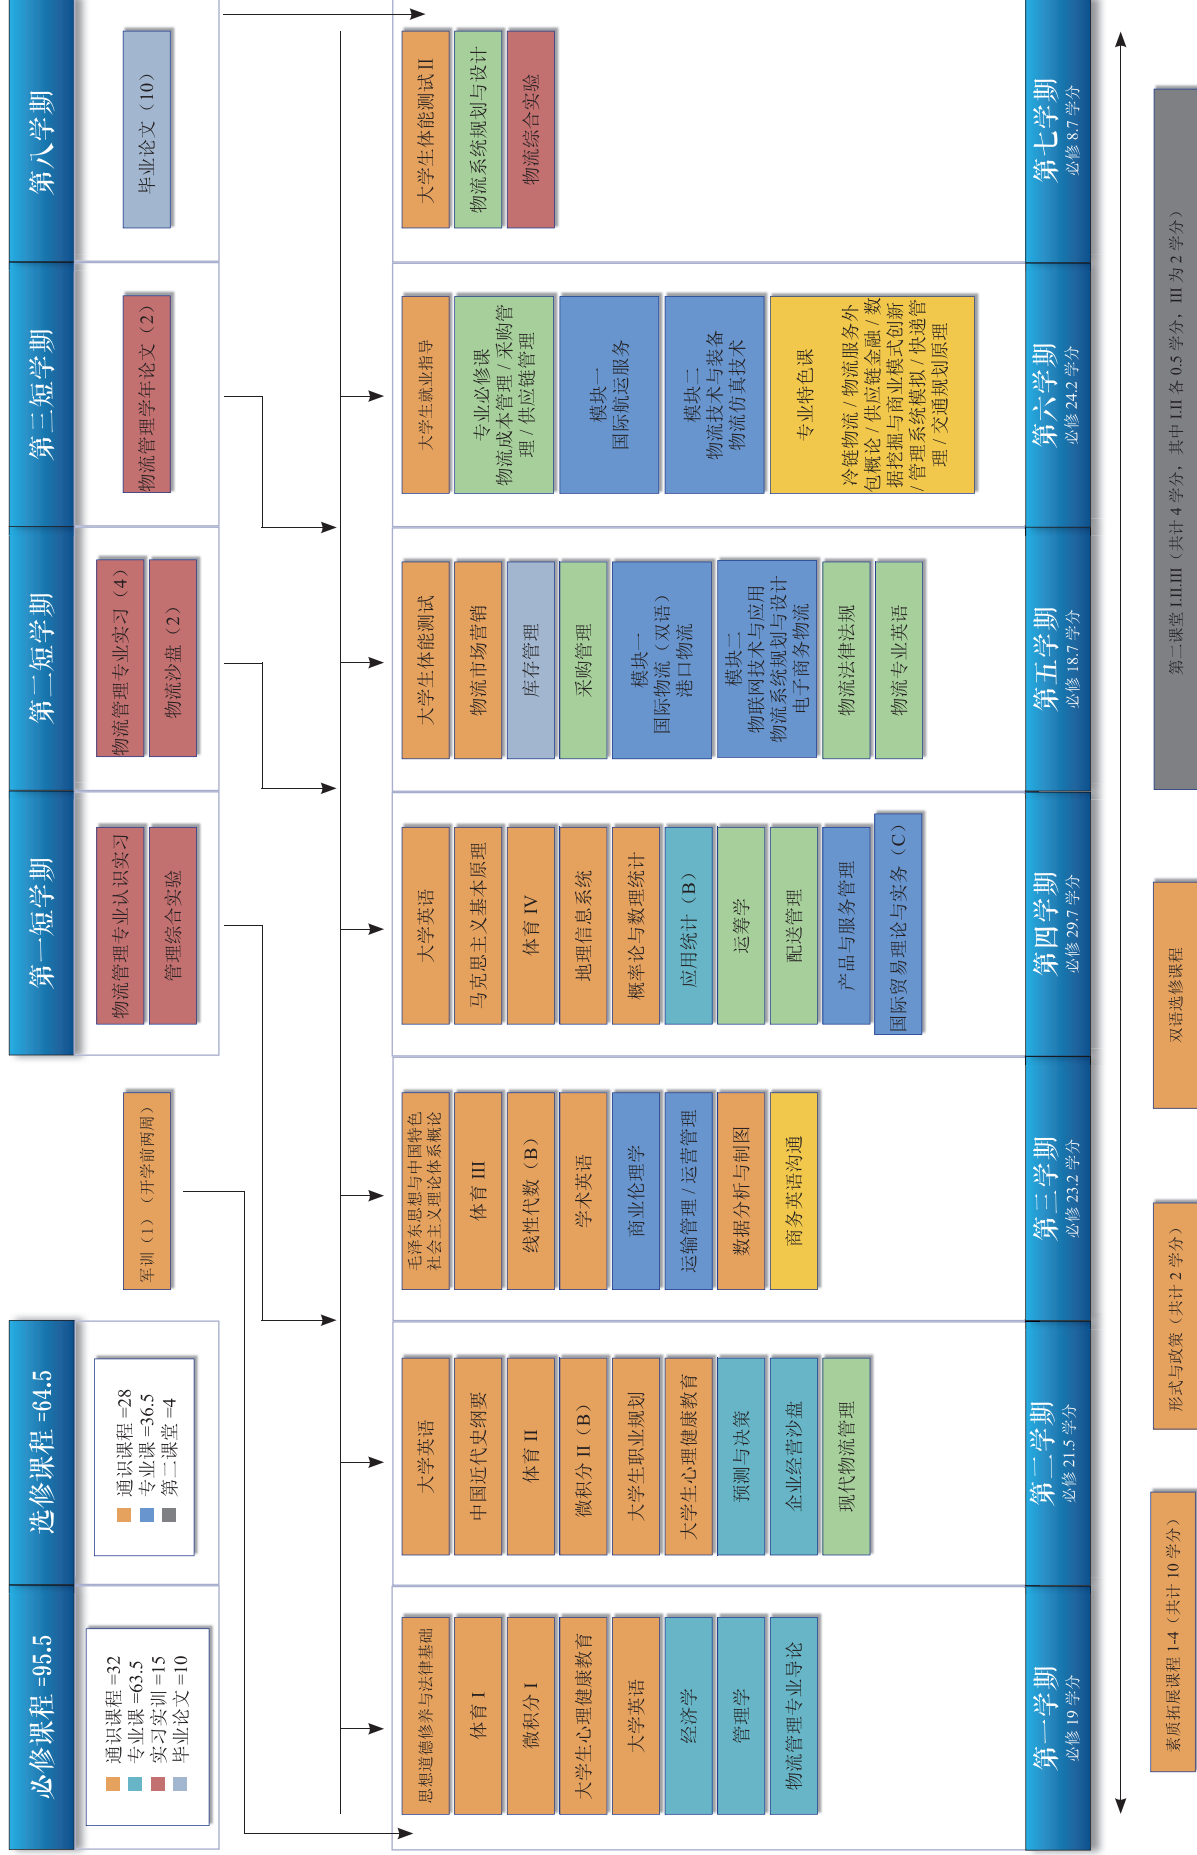 必修课程 =95.5
选修课程 =64.5
第一短学期
第二短学期
第三短学期
第八学期
通识课程 =32
专业课 =63.5
实习实训 =15
毕业论文 =10
通识课程 =28
专业课 =36.5
第二课堂 =4
军训（1）（开学前两周）
物流管理专业认识实习
管理综合实验
物流管理专业实习（4）
物流沙盘（2）
物流管理学年论文（2）
毕业论文（10）
思想道德修养与法律基础
体育 I
微积分 I
大学生心理健康教育
大学英语
经济学
管理学
物流管理专业导论
第一学期
必修 19 学分
大学英语
中国近代史纲要
体育 II
微积分 II（B）
大学生职业规划
大学生心理健康教育
预测与决策
企业经营沙盘
现代物流管理
第二学期
必修 21.5 学分
毛泽东思想与中国特色
社会主义理论体系概论
体育 III
线性代数（B）
学术英语
商业伦理学
运输管理 / 运营管理
数据分析与制图
商务英语沟通
第三学期
必修 23.2 学分
大学英语
马克思主义基本原理
体育 IV
地理信息系统
概率论与数理统计
应用统计（B）
运筹学
配送管理
产品与服务管理
国际贸易理论与实务（C）
第四学期
必修 29.7 学分
大学生体能测试
物流市场营销
库存管理
采购管理
模块一
国际物流（双语）
港口物流
模块二
物联网技术与应用
物流系统规划与设计
电子商务物流
物流法律法规
物流专业英语
第五学期
必修 18.7 学分
大学生就业指导
专业必修课
物流成本管理 / 采购管
理 / 供应链管理
模块一
国际航运服务
模块二
物流技术与装备
物流仿真技术
专业特色课
冷链物流 / 物流服务外
包概论 / 供应链金融 / 数
据挖掘与商业模式创新
/ 管理系统模拟 / 快递管
理 / 交通规划原理
第六学期
必修 24.2 学分
大学生体能测试 II
物流系统规划与设计
物流综合实验
第七学期
必修 8.7 学分
素质拓展课程 1-4（共计 10 学分）
形式与政策（共计 2 学分）
双语选修课程
第二课堂 I.II.III（共计 4 学分，其中 I.II 各 0.5 学分，III 为 2 学分）